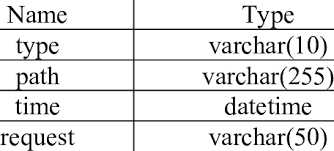 Name Type
type varchar(10)
path varchar(255)
time datetime
request varchar(50)